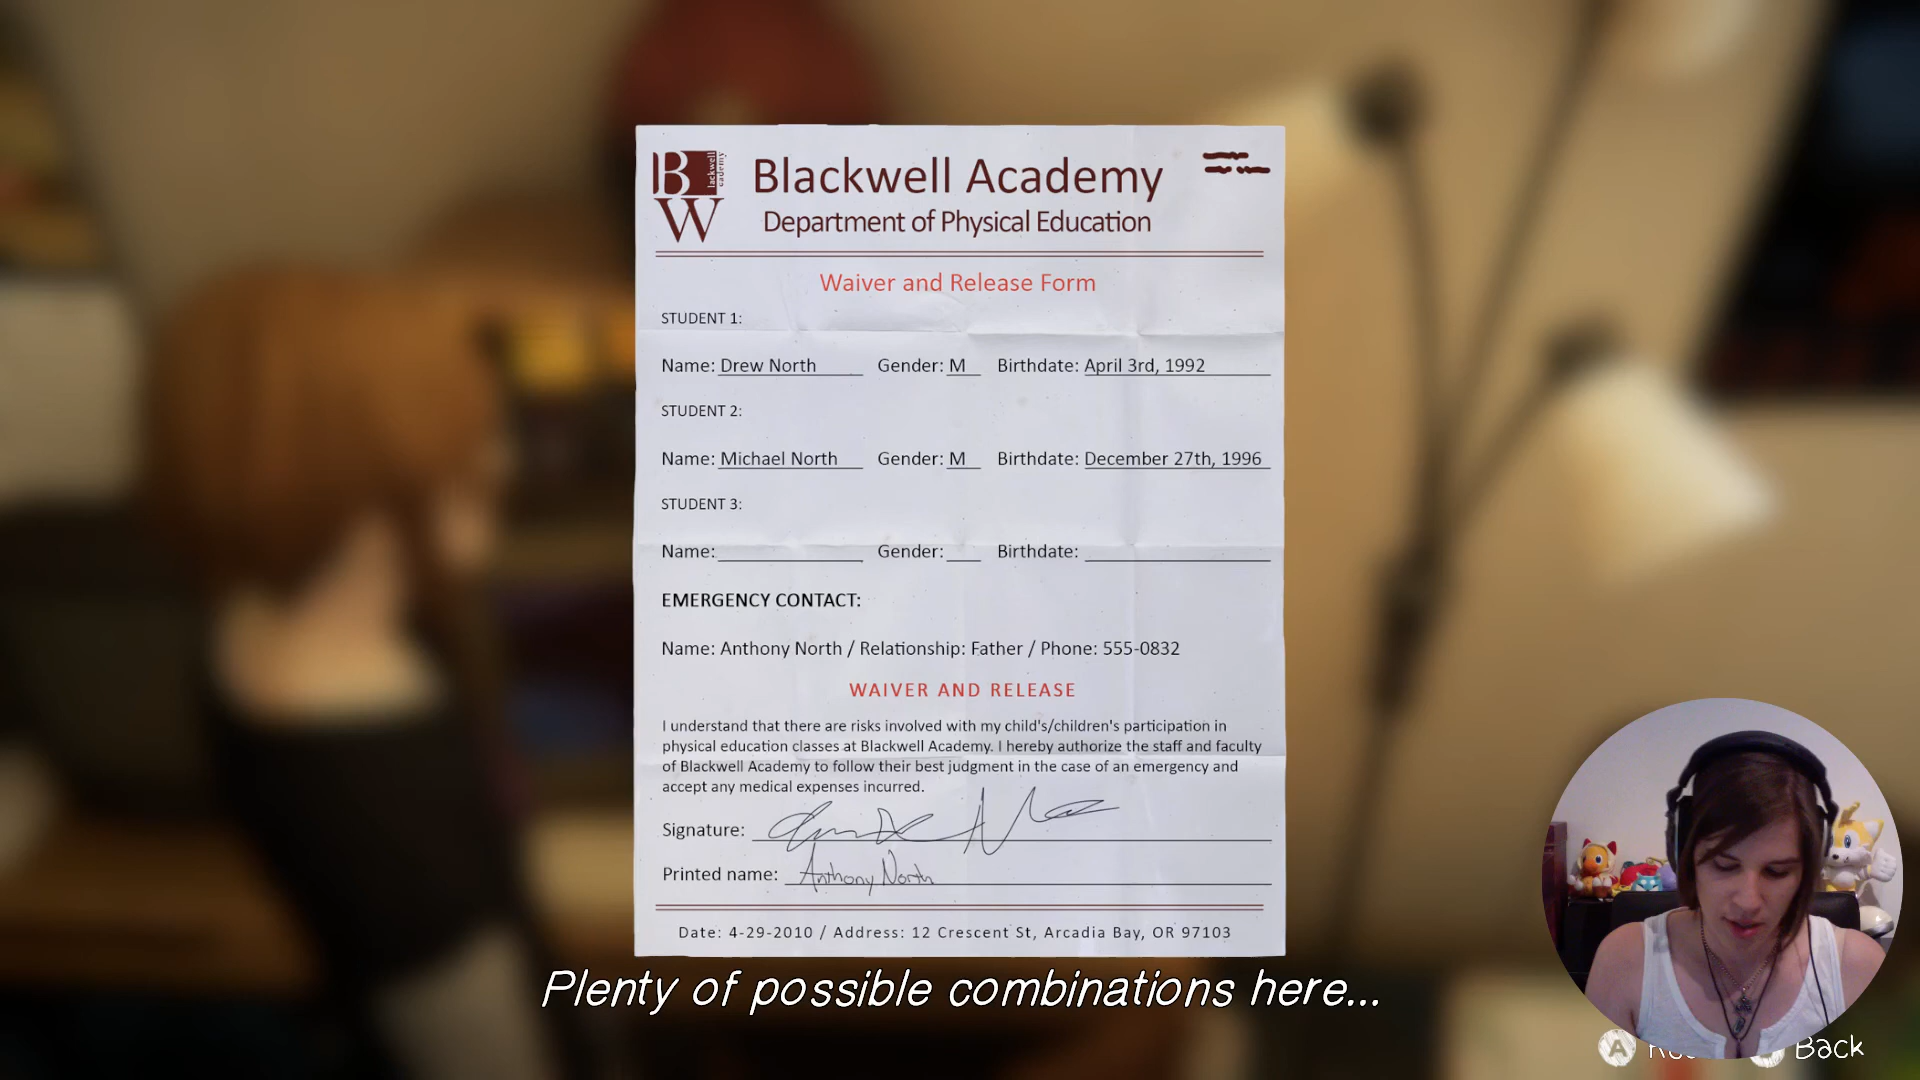 B lackwell cademy
W
Blackwell Academy
Department of Physical Education
Waiver and Release Form
STUDENT 1:
Name: Drew North Gender: M Birthdate: April 3rd, 1992
STUDENT 2:
Name: Michael North Gender: M Birthdate: December 27th, 1996
STUDENT 3:
Name: Gender: Birthdate:
EMERGENCY CONTACT:
Name: Anthony North / Relationship: Father / Phone: 555-0832
WAIVER AND RELEASE
I understand that there are risks involved with my child's/children's participation in
physical education classes at Blackwell Academy. I hereby authorize the staff and faculty
of Blackwell Academy to follow their best judgment in the case of an emergency and
accept any medical expenses incurred.
Signature:
Printed name: Anthony North
Date: 4-29-2010 / Address: 12 Crescent St, Arcadia Bay, OR 97103
Plenty of possible combinations here...
A Back